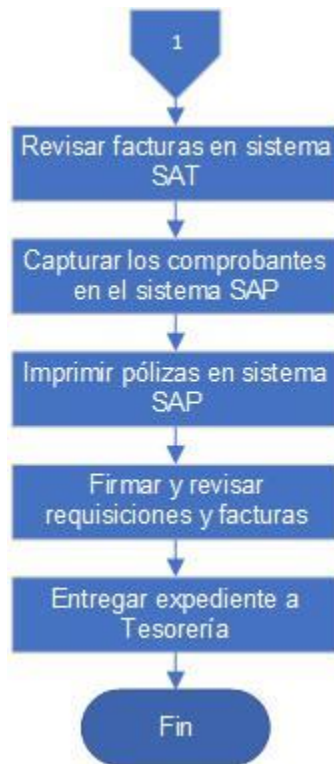 1
Revisar facturas en sistema
SAT
Capturar los comprobantes
en el sistema SAP
Imprimir pólizas en sistema
SAP
Firmar y revisar
requisiciones y facturas
Entregar expediente a
Tesorería
Fin